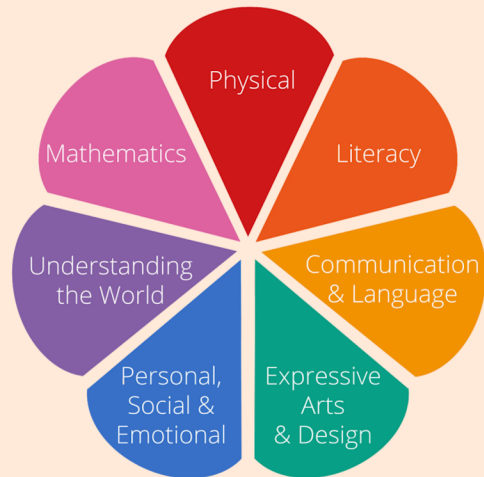 Physical
Literacy
Communication
& Language
Expressive
Arts
& Design
Personal,
Social &
Emotional
Understanding
the World
Mathematics